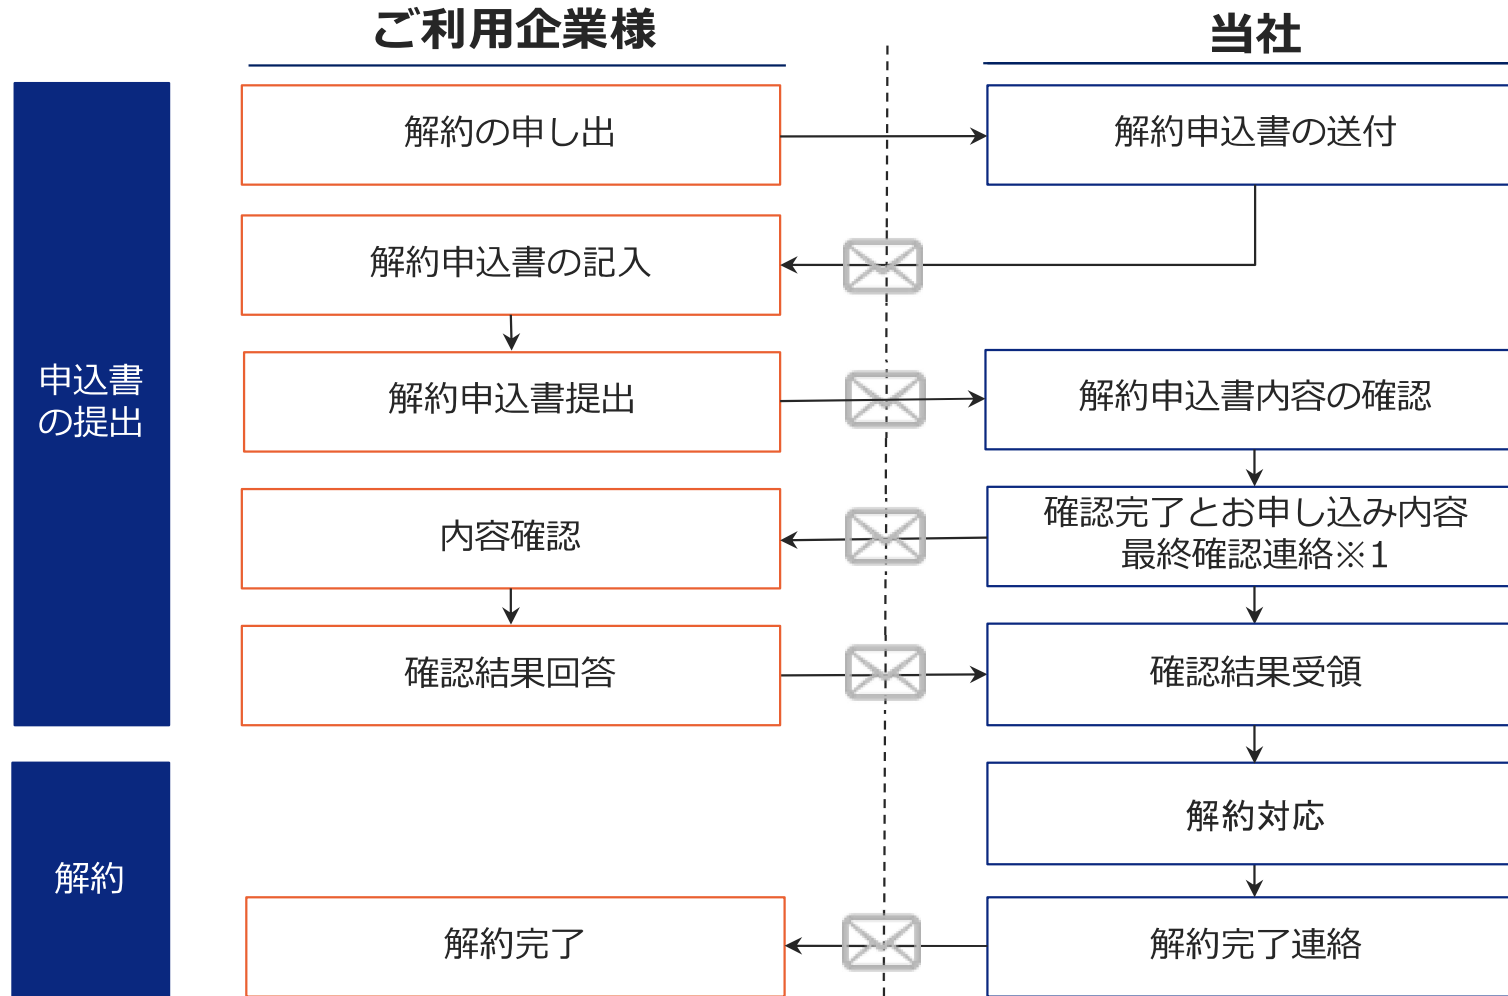 ご利用企業様
当社
申込書
の提出
解約の申し出
解約申込書の送付
解約申込書の記入
解約申込書提出
解約申込書内容の確認
内容確認
確認完了とお申し込み内容
最終確認連絡※1
確認結果回答
確認結果受領
解約
解約対応
解約完了
解約完了連絡